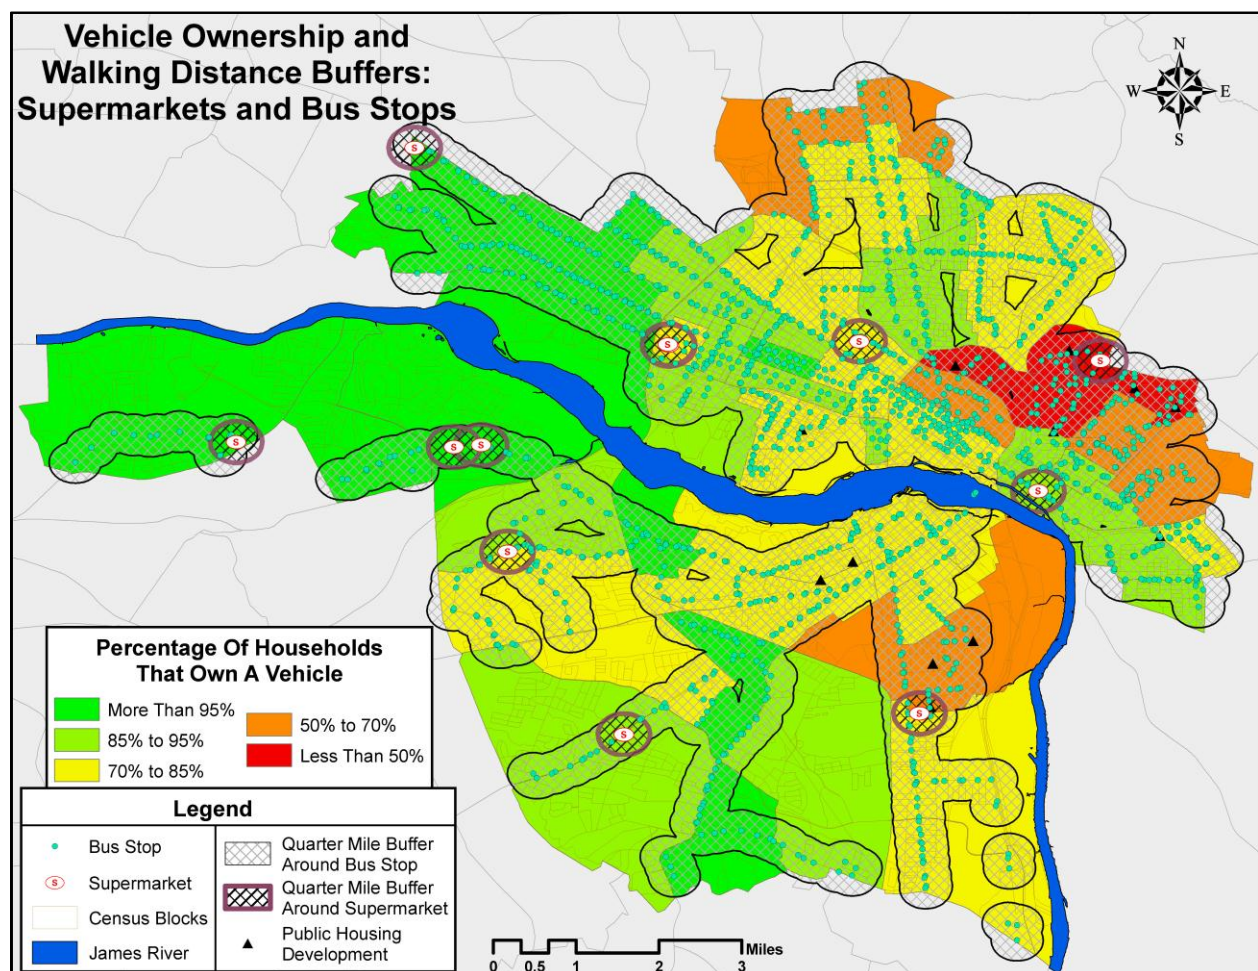 Vehicle Ownership and
Walking Distance Buffers:
Supermarkets and Bus Stops
N
W E
S
S
S
S
S
S
S
S
S
S
S
S
Percentage Of Households
That Own A Vehicle
More Than 95%
85% to 95%
70% to 85%
50% to 70%
Less Than 50%
Legend
Bus Stop
S
Supermarket
Census Blocks
James River
Quarter Mile Buffer
Around Bus Stop
Quarter Mile Buffer
Around Supermarket
Public Housing
Development
Miles
0 0.5 1 2 3